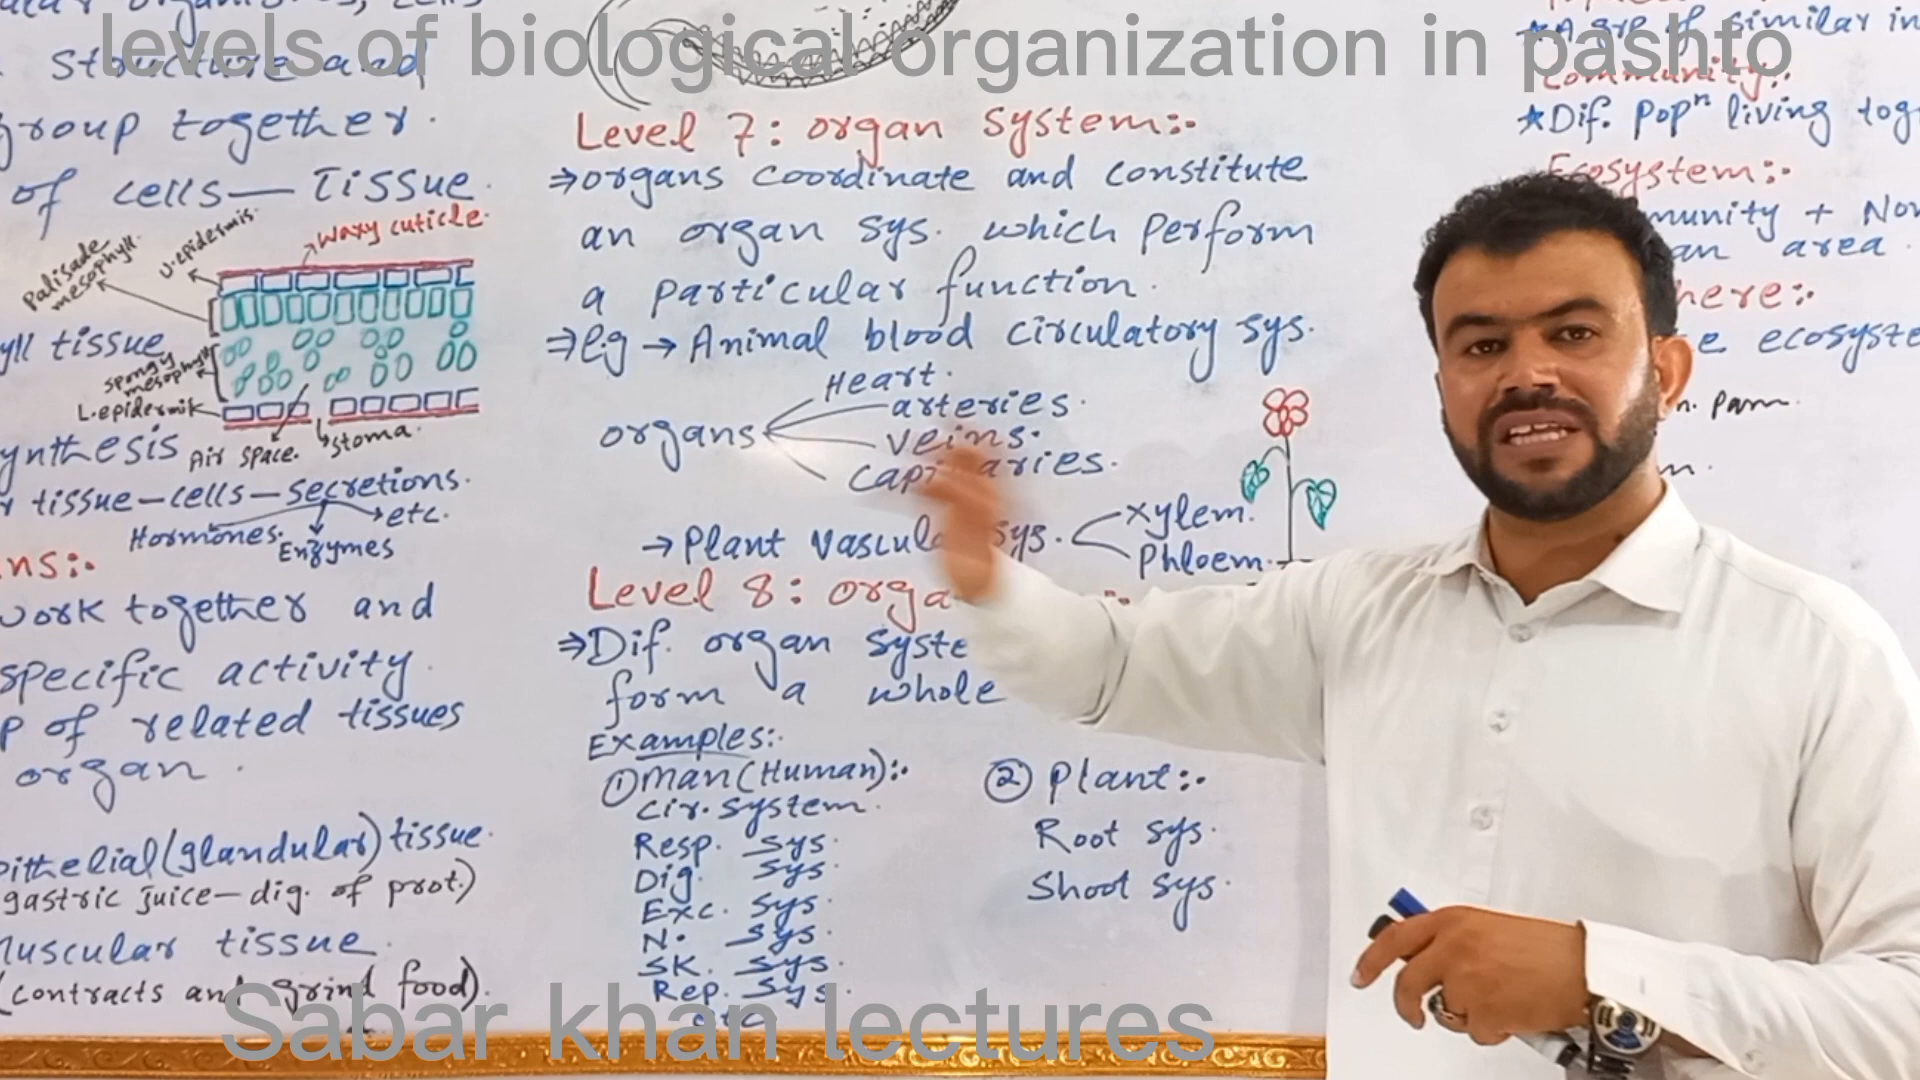 levels of biological organization in pashto
Structure and
group together.
of cells— Tissue.
Waxy cuticle.
U.epidermis.
Palisade
mesophyll.
yll tissue
spongy
mesophyll
L.epidermis
Air space.
stoma.
ynthesis
tissue—cells—secretions.
Hormones.
Enzymes
etc.
ns:.
work together and
specific activity.
p of related tissues
organ.
pithelial(glandular)tissue.
gastric juice—dig. of prot.)
Muscular tissue.
(contracts and grind food).
Level 7: organ system:.
⇒organs coordinate and constitute
an organ sys. which perform
a particular function.
⇒eg → Animal blood circulatory sys.
organs
Heart.
arteries.
veins.
→Plant sys.
xylem.
Phloem.
Level 8:
⇒Dif. organ syste
form a whole
Examples:.
① Man(Human):.
Cir. system.
Resp. sys.
Dig. sys
Exc. sys.
N. sys
SK. sys.
Rep. sys.
etc
② Plant:.
Root sys.
Shoot sys.
of similar in
Community:.
★Dif. popⁿ living tog
Ecosystem:.
munity + Non
an area
here:.
e ecosyste
Sabar khan lectures